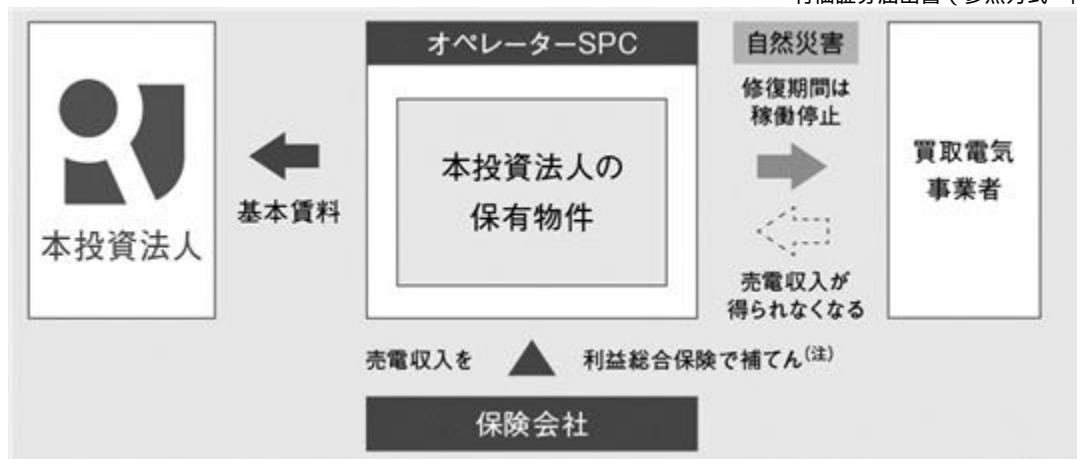 オペレーターSPC
自然災害
修復期間は
稼働停止
本投資法人の
保有物件
買取電気
事業者
基本賃料
本投資法人
売電収入が
得られなくなる
売電収入を
利益総合保険で補てん(注)
保険会社